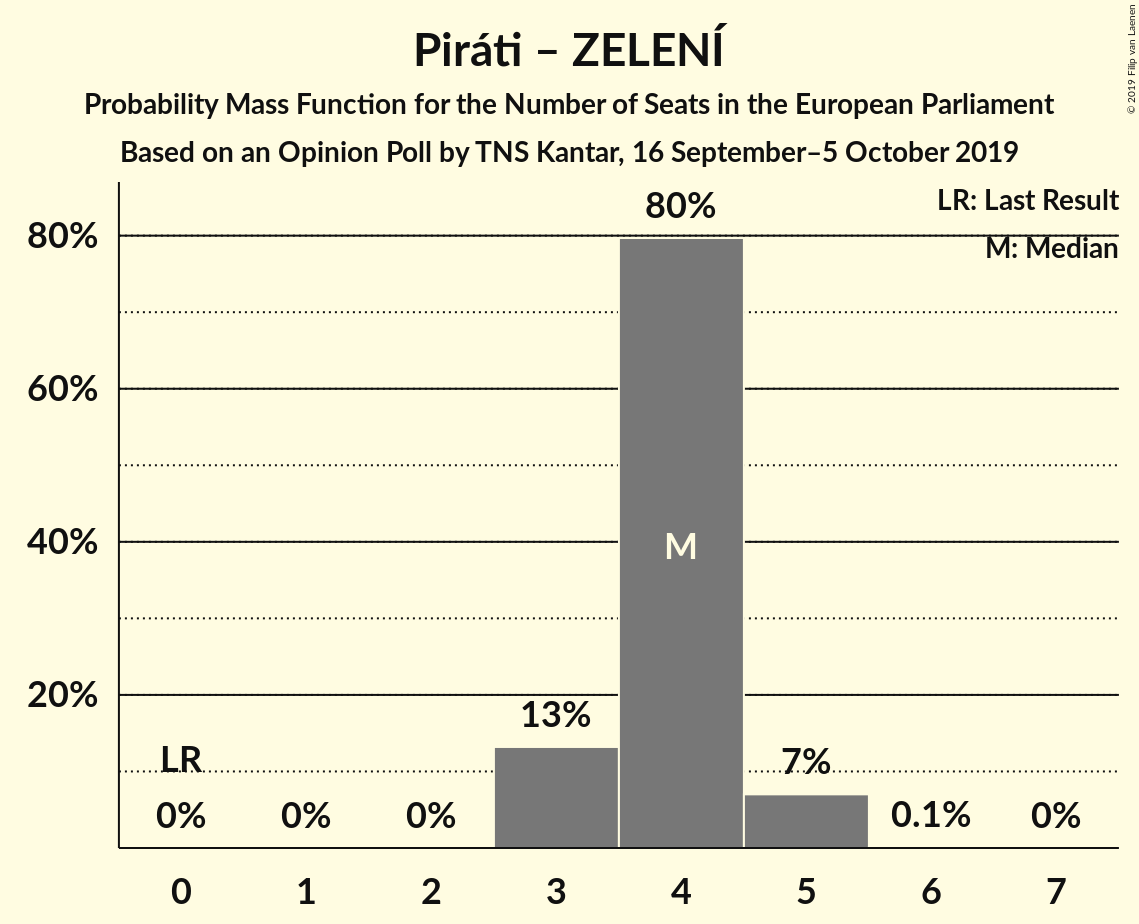 Piráti – ZELENÍ
Probability Mass Function for the Number of Seats in the European Parliament
Based on an Opinion Poll by TNS Kantar, 16 September–5 October 2019
© 2019 Filip van Laenen
LR: Last Result
M: Median
80%
60%
40%
20%
LR
0%
0%
0%
13%
80%
M
7%
0.1%
0%
0 1 2 3 4 5 6 7